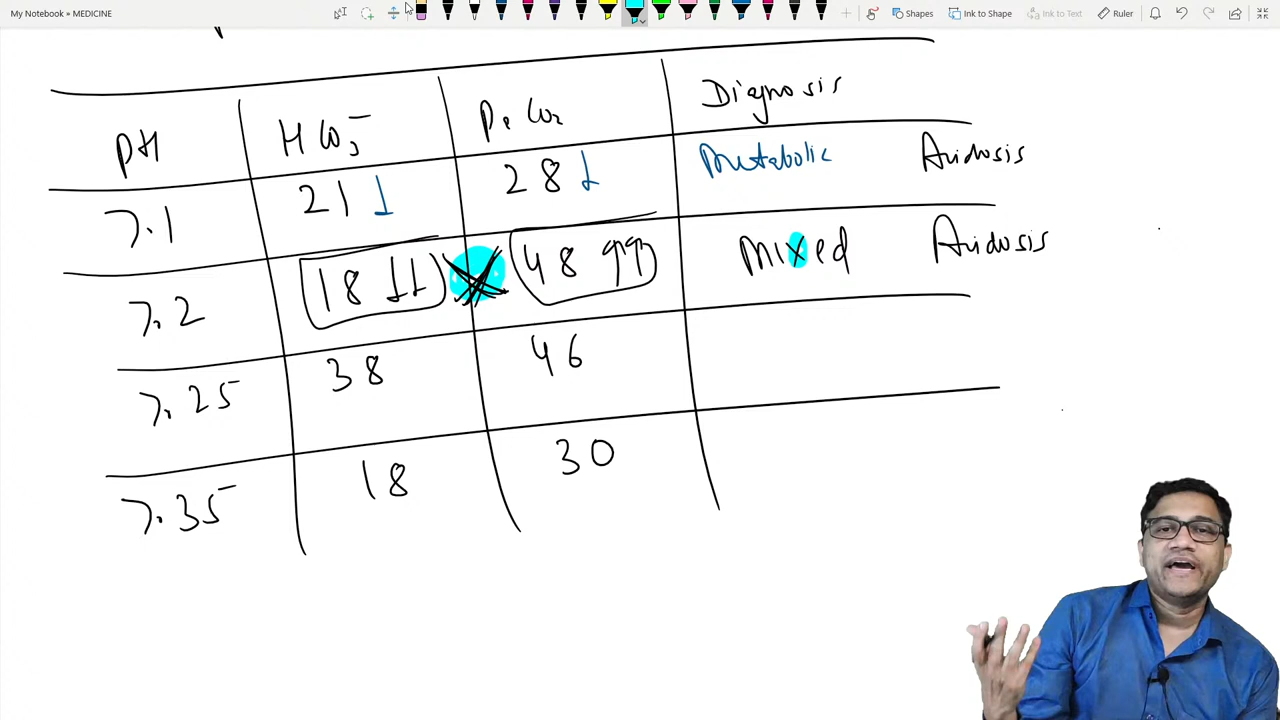 My Notebook » MEDICINE
Shapes Ink to Shape Ink to Text Ruler
PH HCO3- PaCO2 Diagnosis
7.1 21 ↓ 28 ↓ Metabolic Acidosis
7.2 18 ↓↓ 48 ↑↑ Mixed Acidosis
7.25 38 46
7.35 18 30